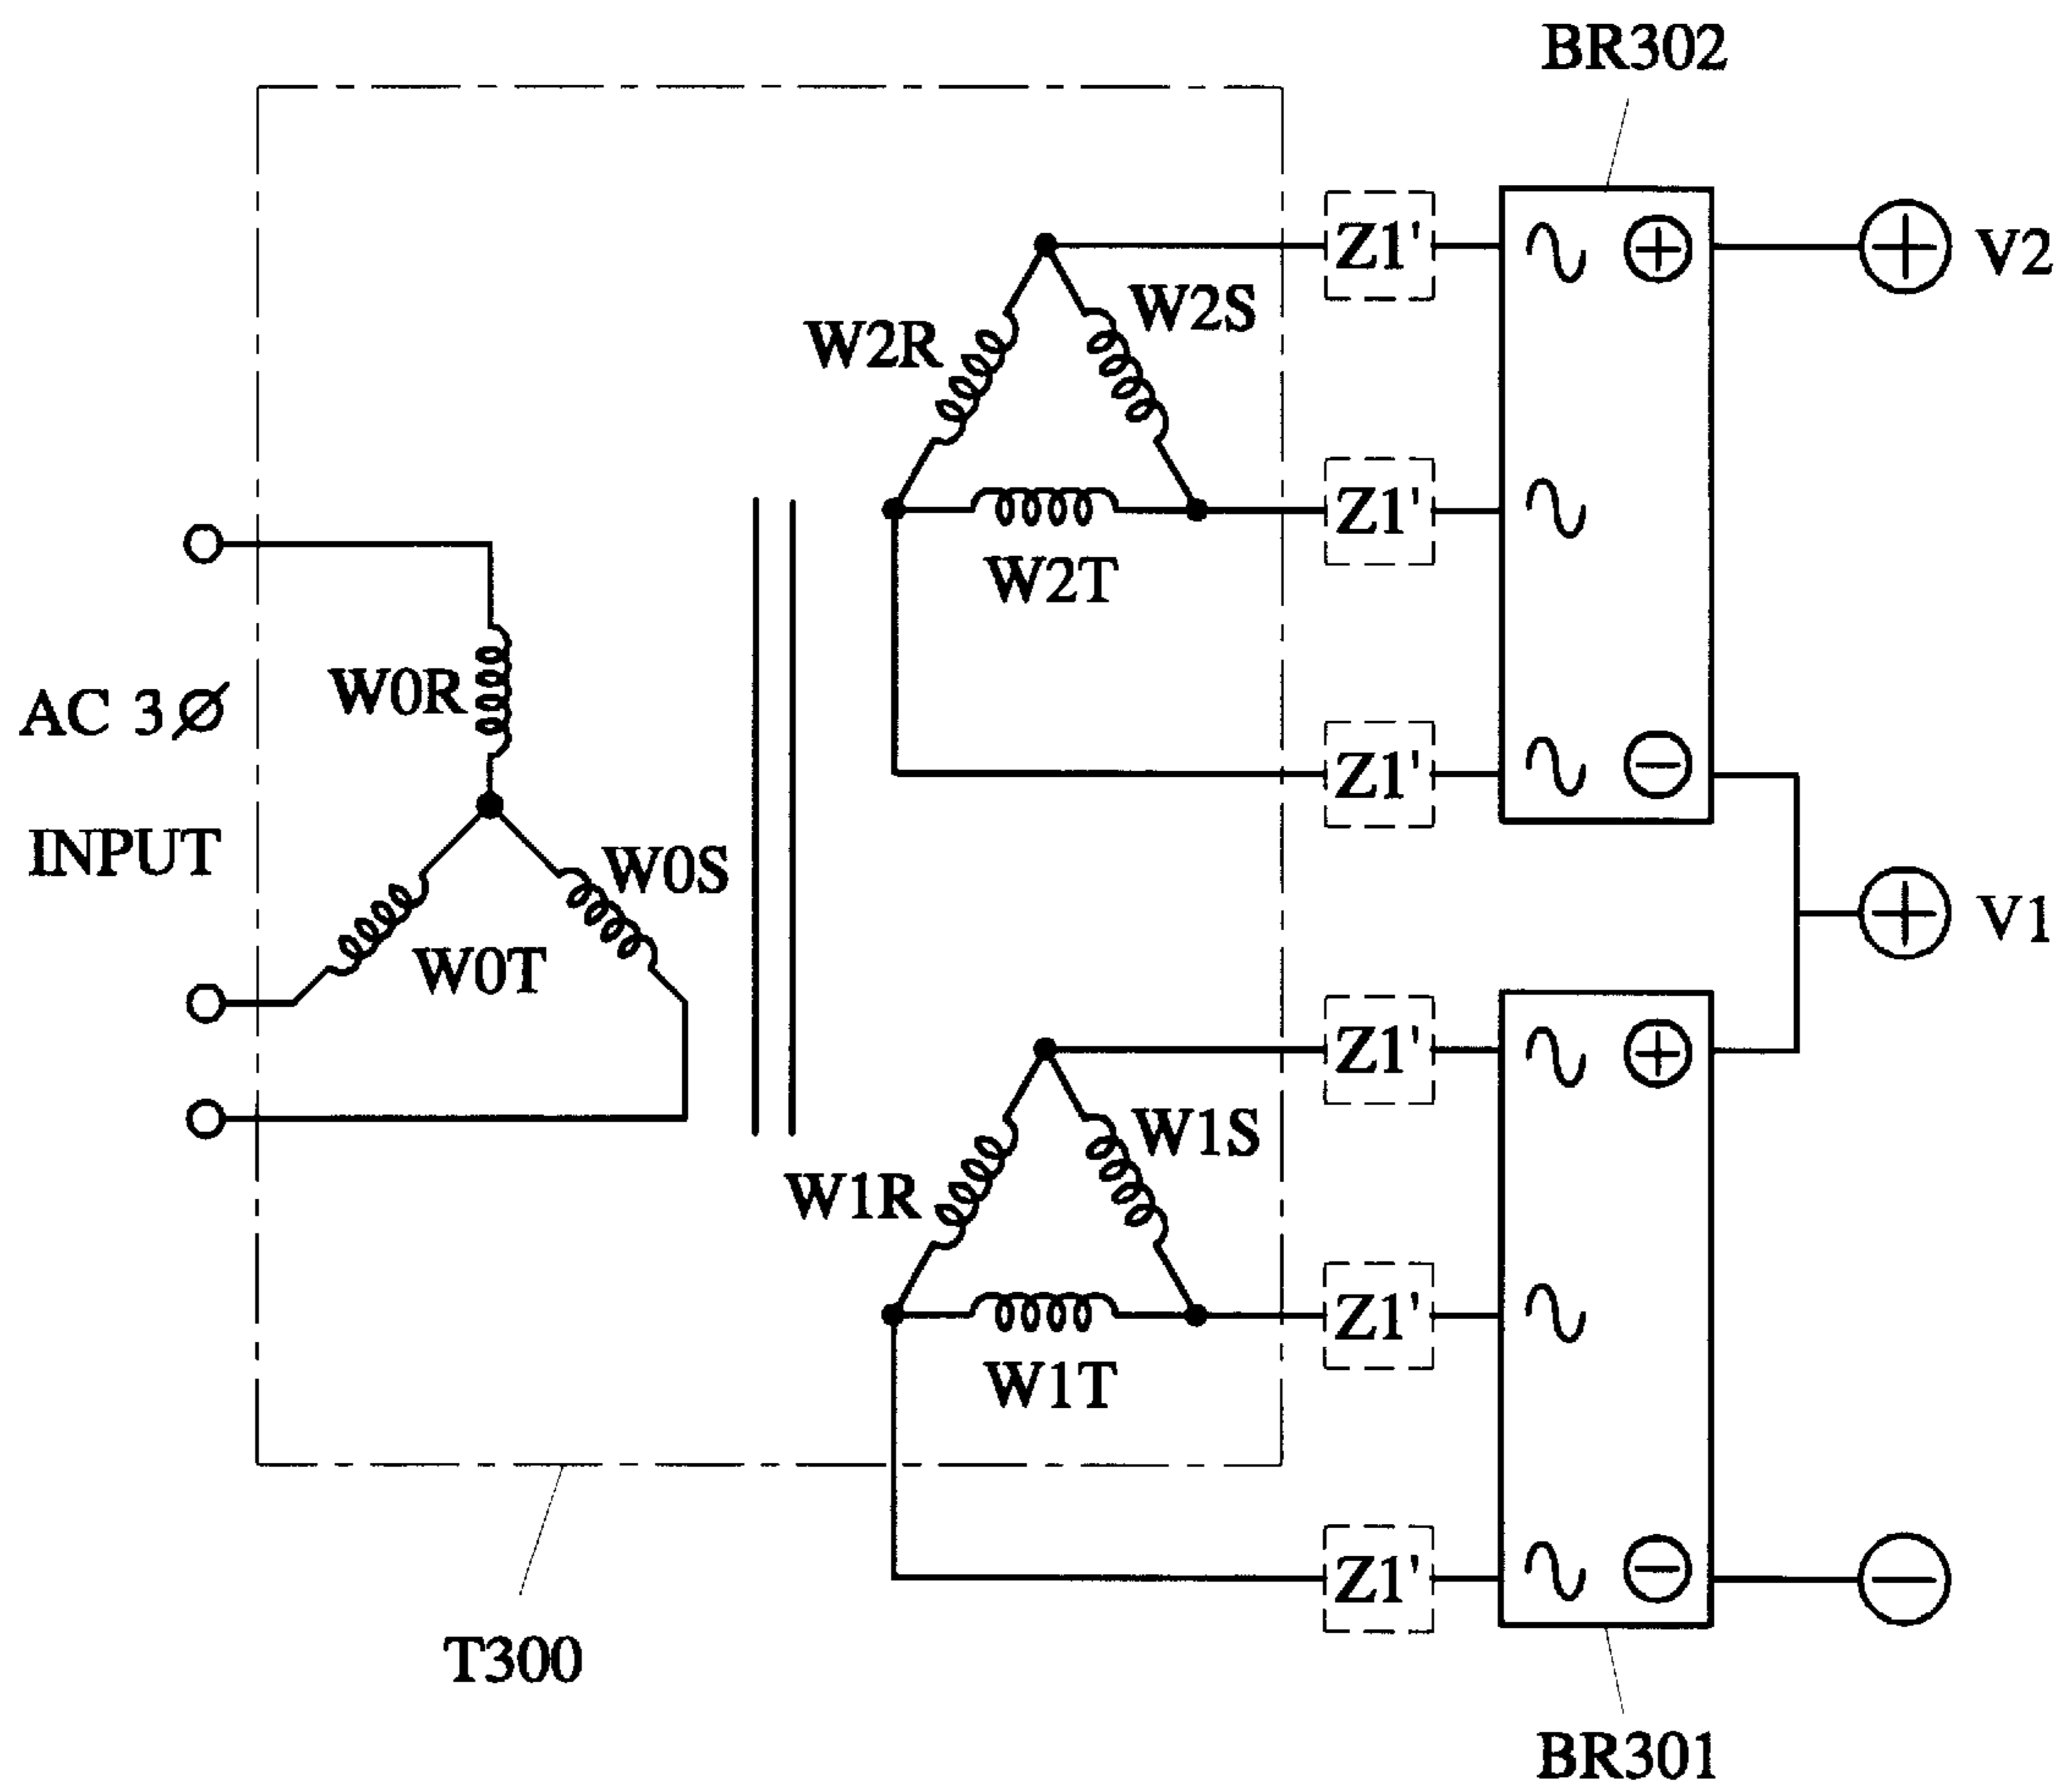 BR302
Z1'
V2
W2S
W2R
Z1'
W2T
W0R
AC 3∅
Z1'
INPUT
W0S
V1
W0T
Z1'
W1S
W1R
Z1'
W1T
Z1'
T300
BR301